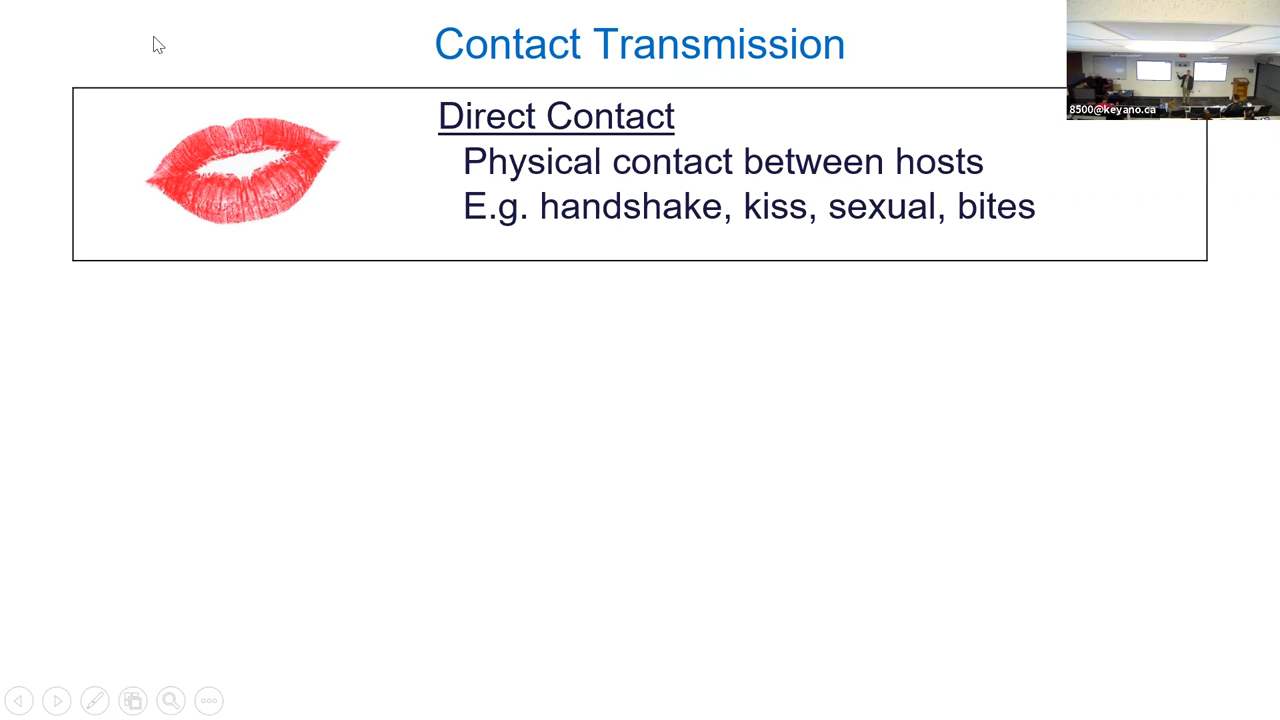 Contact Transmission
Direct Contact
Physical contact between hosts
E.g. handshake, kiss, sexual, bites
8500@keyano.ca